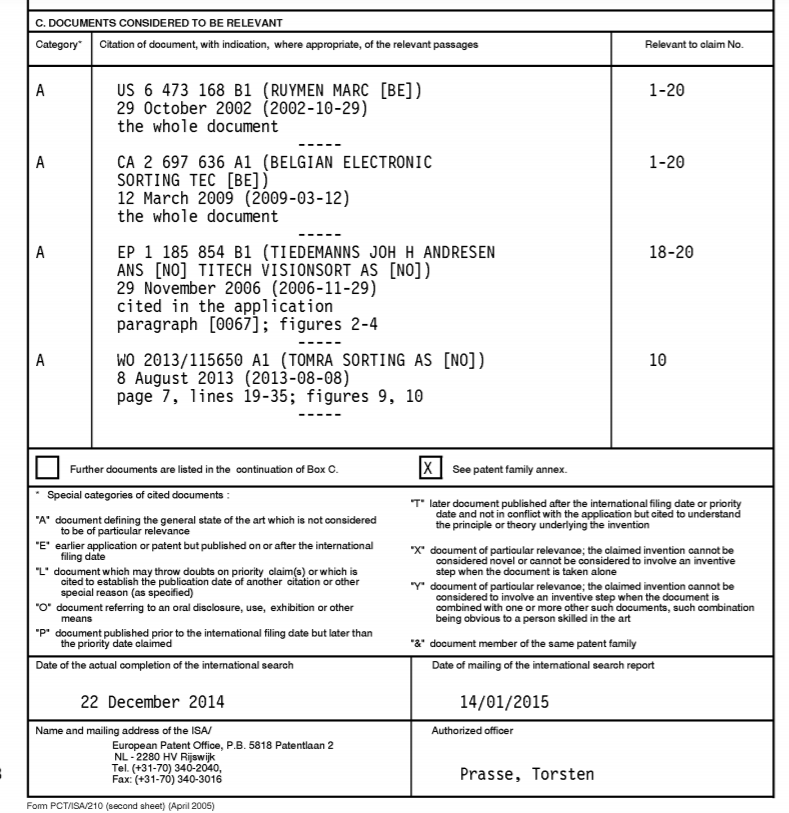 C. DOCUMENTS CONSIDERED TO BE RELEVANT
Category* Citation of document, with indication, where appropriate, of the relevant passages Relevant to claim No.
A US 6 473 168 B1 (RUYMEN MARC [BE]) 1-20
29 October 2002 (2002-10-29)
the whole document
-----
A CA 2 697 636 A1 (BELGIAN ELECTRONIC 1-20
SORTING TEC [BE])
12 March 2009 (2009-03-12)
the whole document
-----
A EP 1 185 854 B1 (TIEDEMANNS JOH H ANDRESEN 18-20
ANS [NO] TITECH VISIONSORT AS [NO])
29 November 2006 (2006-11-29)
cited in the application
paragraph [0067]; figures 2-4
-----
A WO 2013/115650 A1 (TOMRA SORTING AS [NO]) 10
8 August 2013 (2013-08-08)
page 7, lines 19-35; figures 9, 10
-----
Further documents are listed in the continuation of Box C. X See patent family annex.
* Special categories of cited documents :
"A" document defining the general state of the art which is not considered
to be of particular relevance
"E" earlier application or patent but published on or after the international
filing date
"L" document which may throw doubts on priority claim(s) or which is
cited to establish the publication date of another citation or other
special reason (as specified)
"O" document referring to an oral disclosure, use, exhibition or other
means
"P" document published prior to the international filing date but later than
the priority date claimed
"T" later document published after the international filing date or priority
date and not in conflict with the application but cited to understand
the principle or theory underlying the invention
"X" document of particular relevance; the claimed invention cannot be
considered novel or cannot be considered to involve an inventive
step when the document is taken alone
"Y" document of particular relevance; the claimed invention cannot be
considered to involve an inventive step when the document is
combined with one or more other such documents, such combination
being obvious to a person skilled in the art
"&" document member of the same patent family
Date of the actual completion of the international search
22 December 2014
Date of mailing of the international search report
14/01/2015
Name and mailing address of the ISA/
European Patent Office, P.B. 5818 Patentlaan 2
NL - 2280 HV Rijswijk
Tel. (+31-70) 340-2040,
Fax: (+31-70) 340-3016
Authorized officer
Prasse, Torsten
Form PCT/ISA/210 (second sheet) (April 2005)